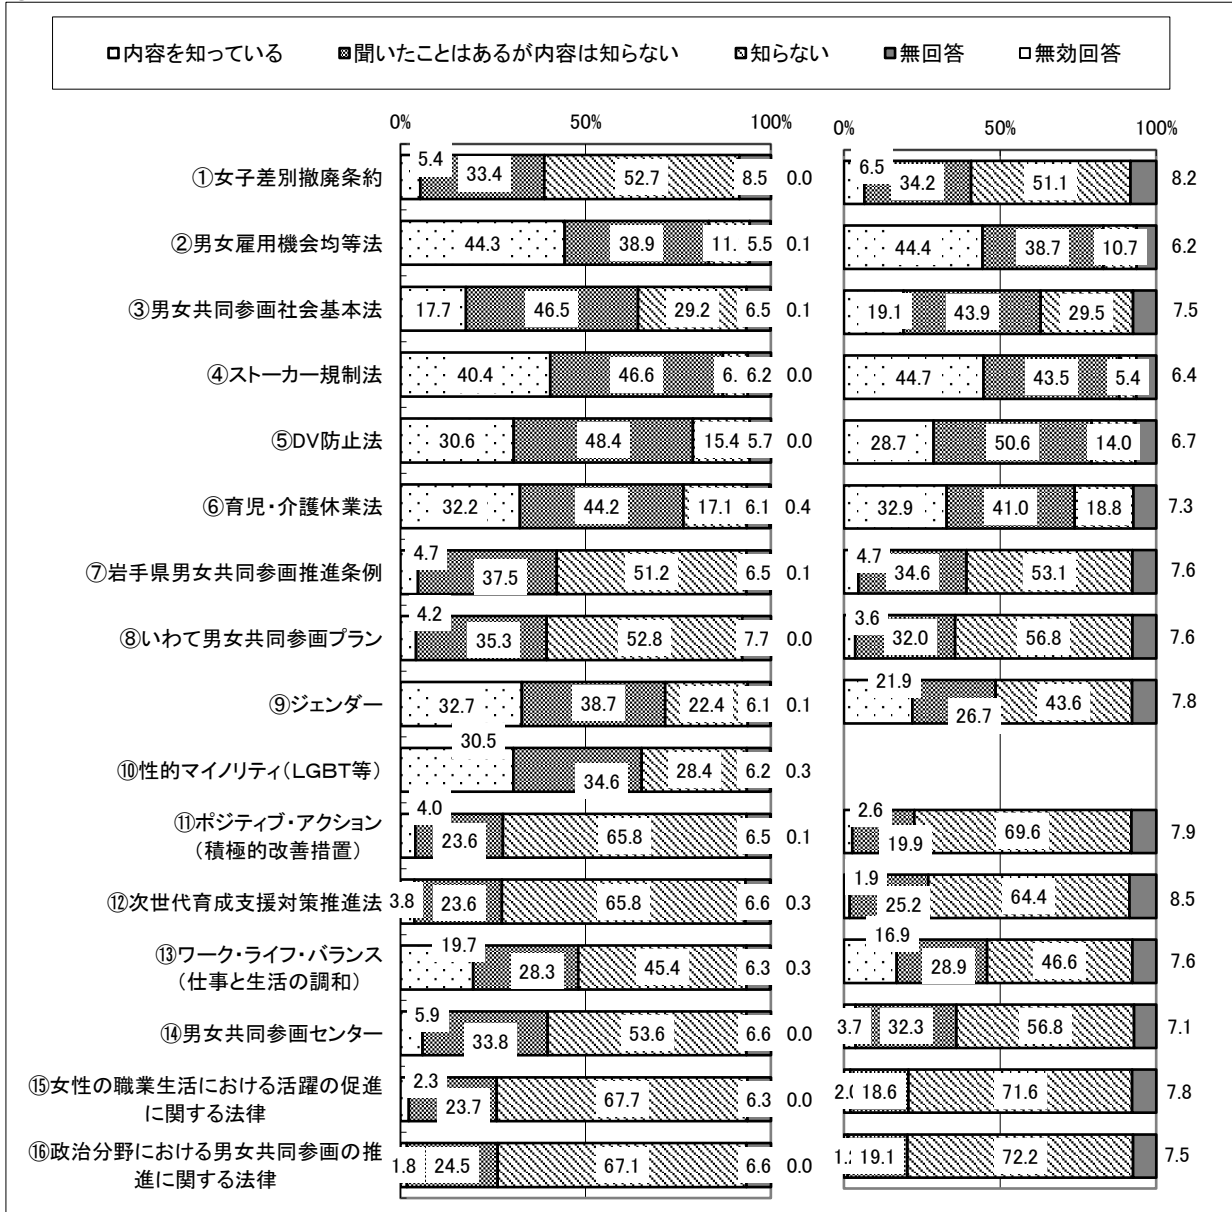 内容を知っている 聞いたことはあるが内容は知らない 知らない 無回答 無効回答
0% 50% 100% 0% 50% 100%
①女子差別撤廃条約 5.4 33.4 52.7 8.5 0.0 6.5 34.2 51.1 8.2
②男女雇用機会均等法 44.3 38.9 11. 5.5 0.1 44.4 38.7 10.7 6.2
③男女共同参画社会基本法 17.7 46.5 29.2 6.5 0.1 19.1 43.9 29.5 7.5
④ストーカー規制法 40.4 46.6 6. 6.2 0.0 44.7 43.5 5.4 6.4
⑤DV防止法 30.6 48.4 15.4 5.7 0.0 28.7 50.6 14.0 6.7
⑥育児・介護休業法 32.2 44.2 17.1 6.1 0.4 32.9 41.0 18.8 7.3
⑦岩手県男女共同参画推進条例 4.7 37.5 51.2 6.5 0.1 4.7 34.6 53.1 7.6
⑧いわて男女共同参画プラン 4.2 35.3 52.8 7.7 0.0 3.6 32.0 56.8 7.6
⑨ジェンダー 32.7 38.7 22.4 6.1 0.1 21.9 26.7 43.6 7.8
⑩性的マイノリティ(LGBT等) 30.5 34.6 28.4 6.2 0.3
⑪ポジティブ・アクション
(積極的改善措置) 4.0 23.6 65.8 6.5 0.1 2.6 19.9 69.6 7.9
⑫次世代育成支援対策推進法 3.8 23.6 65.8 6.6 0.3 1.9 25.2 64.4 8.5
⑬ワーク・ライフ・バランス
(仕事と生活の調和) 19.7 28.3 45.4 6.3 0.3 16.9 28.9 46.6 7.6
⑭男女共同参画センター 5.9 33.8 53.6 6.6 0.0 3.7 32.3 56.8 7.1
⑮女性の職業生活における活躍の促進
に関する法律 2.3 23.7 67.7 6.3 0.0 18.6 71.6 7.8
⑯政治分野における男女共同参画の推
進に関する法律 1.8 24.5 67.1 6.6 0.0 19.1 72.2 7.5